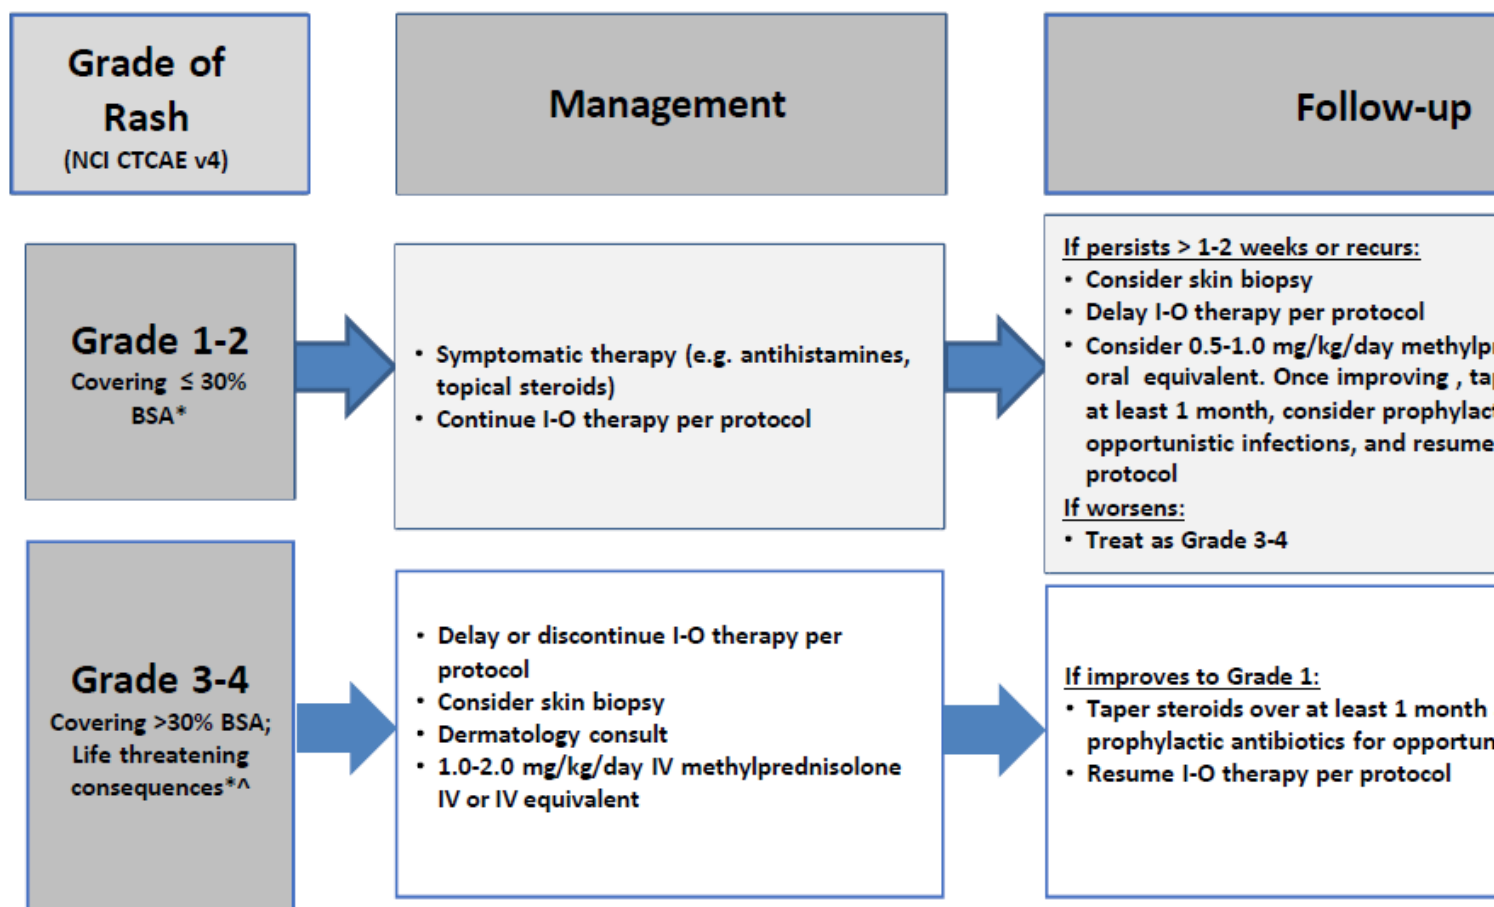 Grade of
Rash
(NCI CTCAE v4)
Management
Follow-up
Grade 1-2
Covering ≤ 30%
BSA*
• Symptomatic therapy (e.g. antihistamines,
topical steroids)
• Continue I-O therapy per protocol
If persists > 1-2 weeks or recurs:
• Consider skin biopsy
• Delay I-O therapy per protocol
• Consider 0.5-1.0 mg/kg/day
oral equivalent. Once improving ,
at least 1 month, consider
opportunistic infections, and resume
protocol
If worsens:
• Treat as Grade 3-4
Grade 3-4
Covering >30% BSA;
Life threatening
consequences*^
• Delay or discontinue I-O therapy per
protocol
• Consider skin biopsy
• Dermatology consult
• 1.0-2.0 mg/kg/day IV methylprednisolone
IV or IV equivalent
If improves to Grade 1:
• Taper steroids over at least 1 month
prophylactic antibiotics for
• Resume I-O therapy per protocol